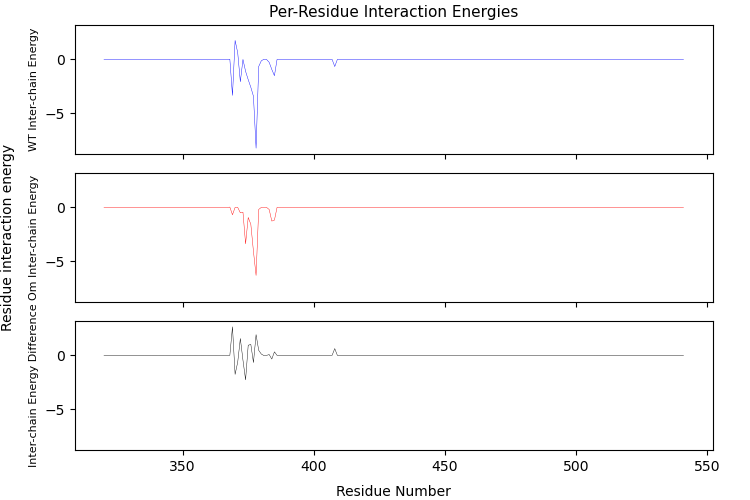 Per-Residue Interaction Energies
Residue interaction energy
WT Inter-chain Energy
0
−5
Om Inter-chain Energy
0
−5
Inter-chain Energy Difference
0
−5
350
400
450
500
550
Residue Number